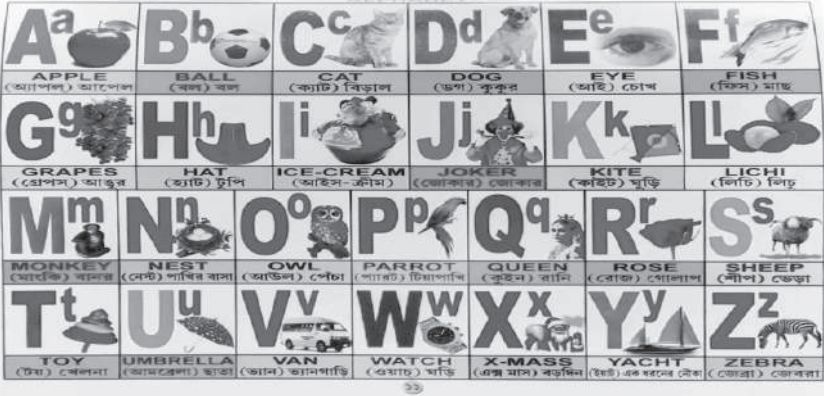 Aa Bb Cc Dd Ee Ff
APPLE BALL CAT DOG EYE FISH
(অ্যাপল) আপেল (বল) বল (ক্যাট) বিড়াল (ডগ) কুকুর (আই) চোখ (ফিস) মাছ
Gg Hh Ii Jj Kk Ll
GRAPES HAT ICE-CREAM JOKER KITE LICHI
(গ্রেপস) আঙুর (হ্যাট) টুপি (আইস-ক্রীম) (জোকার) জোকার (কাইট) ঘুড়ি (লিচি) লিচু
Mm Nn Oo Pp Qq Rr Ss
MONKEY NEST OWL PARROT QUEEN ROSE SHEEP
(মাংকি) বানর (নেস্ট) পাখির বাসা (আউল) পেঁচা (প্যারট) টিয়াপাখি (কুইন) রানি (রোজ) গোলাপ (শীপ) ভেড়া
Tt Uu Vv Ww Xx Yy Zz
TOY UMBRELLA VAN WATCH X-MASS YACHT ZEBRA
(টয়) খেলনা (আমব্রেলা) ছাতা (ভ্যান) ভ্যানগাড়ি (ওয়াচ) ঘড়ি (এক্স মাস) বড়দিন (ইয়ট) এক ধরনের নৌকা (জেব্রা) জেবরা
১১